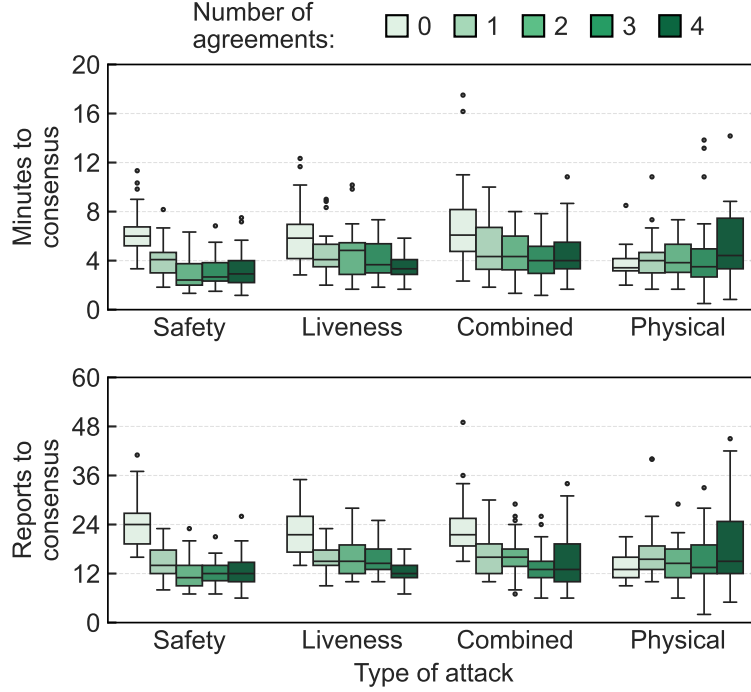 Number of
agreements:
0 1 2 3 4
Minutes to
consensus
20
16
12
8
4
0
Safety Liveness Combined Physical
Reports to
consensus
60
48
36
24
12
0
Safety Liveness Combined Physical
Type of attack